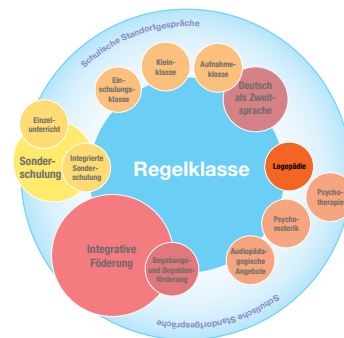 Schulische Standortgespräche
Klein-
klasse
Aufnahme-
klasse
Ein-
schulungs-
klasse
Deutsch
als Zweit-
sprache
Einzel-
unterricht
Sonder-
schulung
Integrierte
Sonder-
schulung
Regelklasse
Logopädie
Psycho-
therapie
Psycho-
motorik
Integrative
Föderung
Begabungs-
und Begabten-
förderung
Audiopäda-
gogische
Angebote
Schulische Standortgespräche